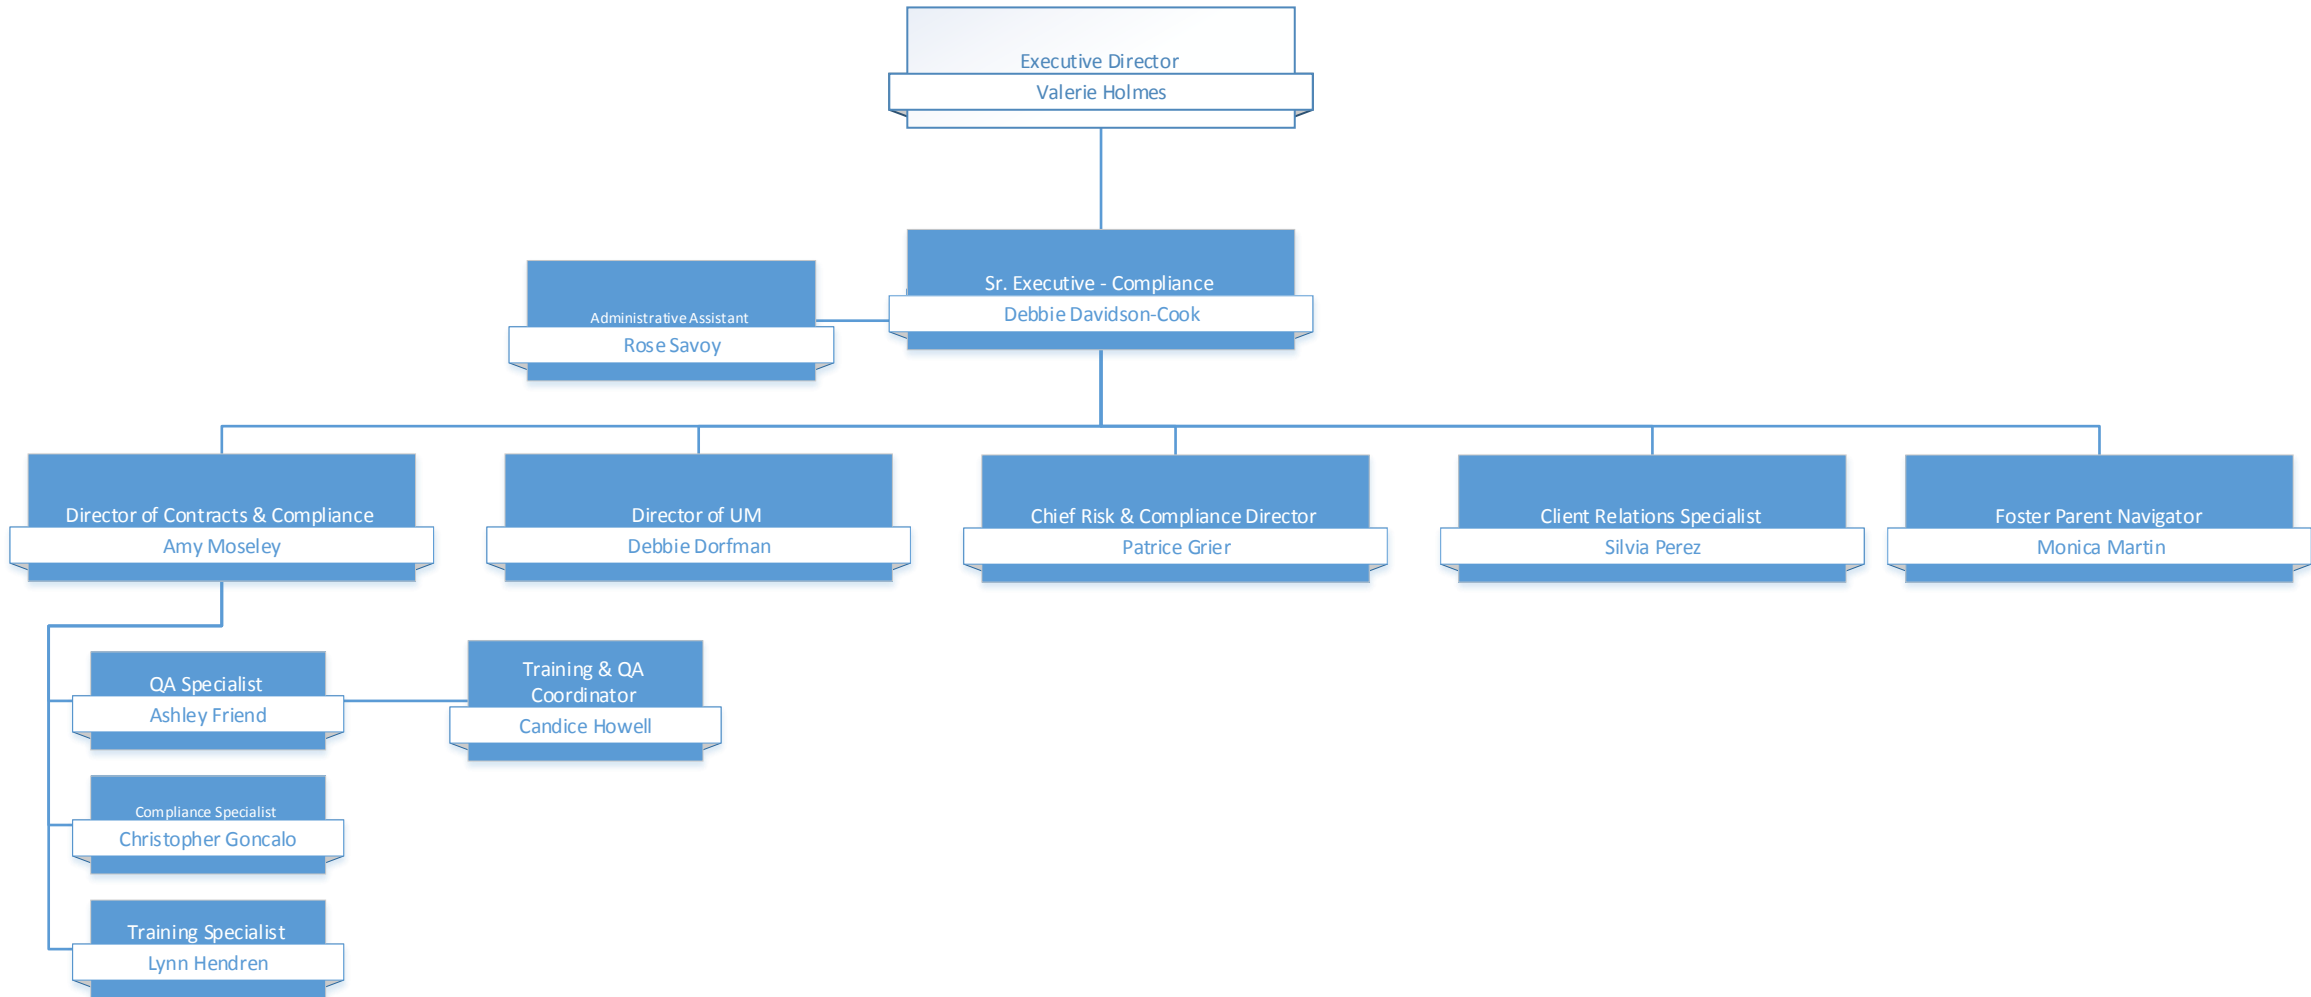 Executive Director
Valerie Holmes
Sr. Executive - Compliance
Debbie Davidson-Cook
Administrative Assistant
Rose Savoy
Director of Contracts & Compliance
Amy Moseley
Director of UM
Debbie Dorfman
Chief Risk & Compliance Director
Patrice Grier
Client Relations Specialist
Silvia Perez
Foster Parent Navigator
Monica Martin
QA Specialist
Ashley Friend
Training & QA
Coordinator
Candice Howell
Compliance Specialist
Christopher Goncalo
Training Specialist
Lynn Hendren